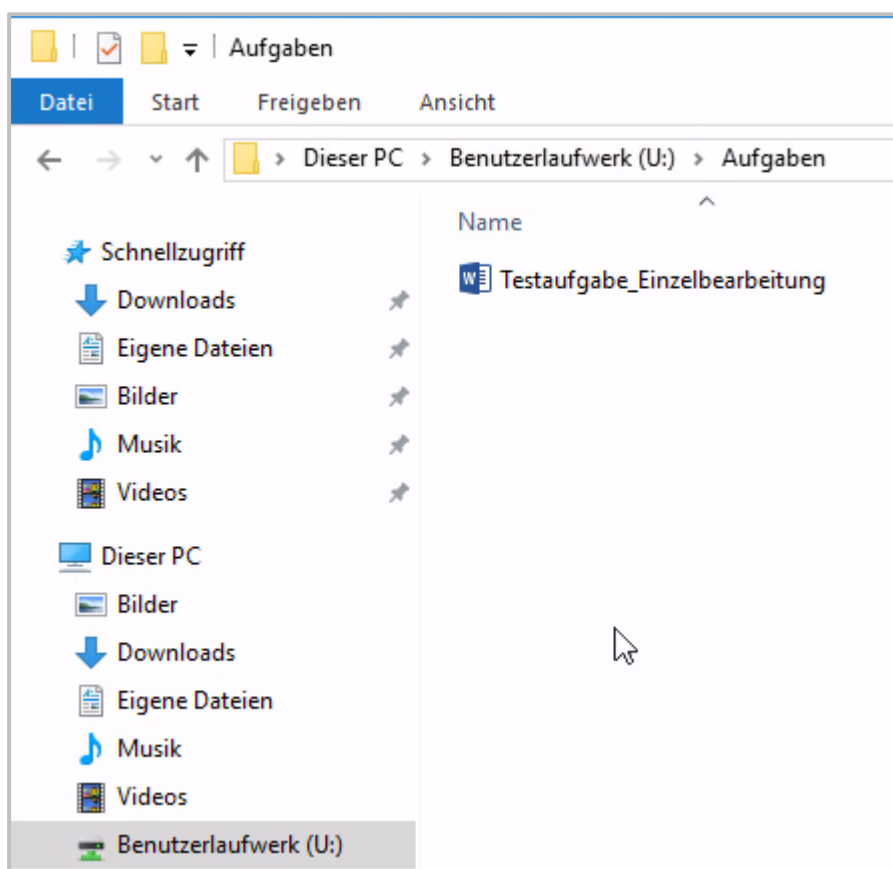 Aufgaben
Datei Start Freigeben Ansicht
Dieser PC Benutzerlaufwerk (U:) Aufgaben
Name
Testaufgabe_Einzelbearbeitung
Schnellzugriff
Downloads
Eigene Dateien
Bilder
Musik
Videos
Dieser PC
Bilder
Downloads
Eigene Dateien
Musik
Videos
Benutzerlaufwerk (U:)